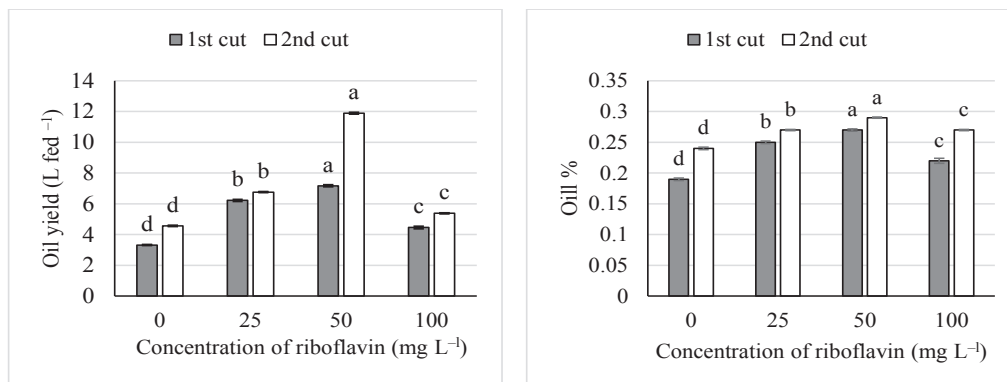 1st cut 2nd cut
Oil yield (L fed ⁻¹)
14
12
10
8
6
4
2
0
d d b b a a c c
0 25 50 100
Concentration of riboflavin (mg L⁻¹)
1st cut 2nd cut
Oill %
0.35
0.3
0.25
0.2
0.15
0.1
0.05
0
d d b b a a c c
0 25 50 100
Concentration of riboflavin (mg L⁻¹)